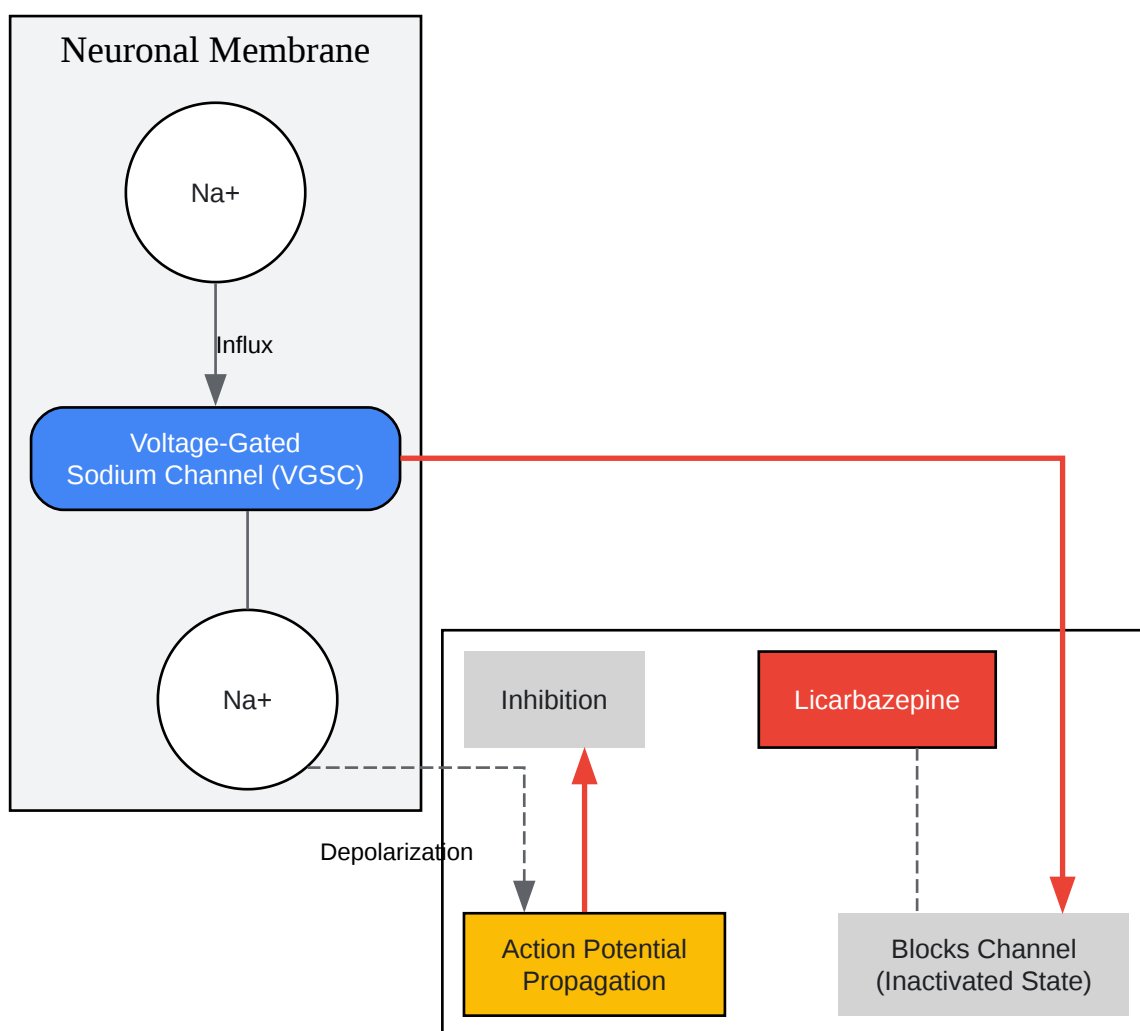 Neuronal Membrane
Na+
Influx
Voltage-Gated
Sodium Channel (VGSC)
Na+
Inhibition
Licarbazepine
Depolarization
Action Potential
Propagation
Blocks Channel
(Inactivated State)